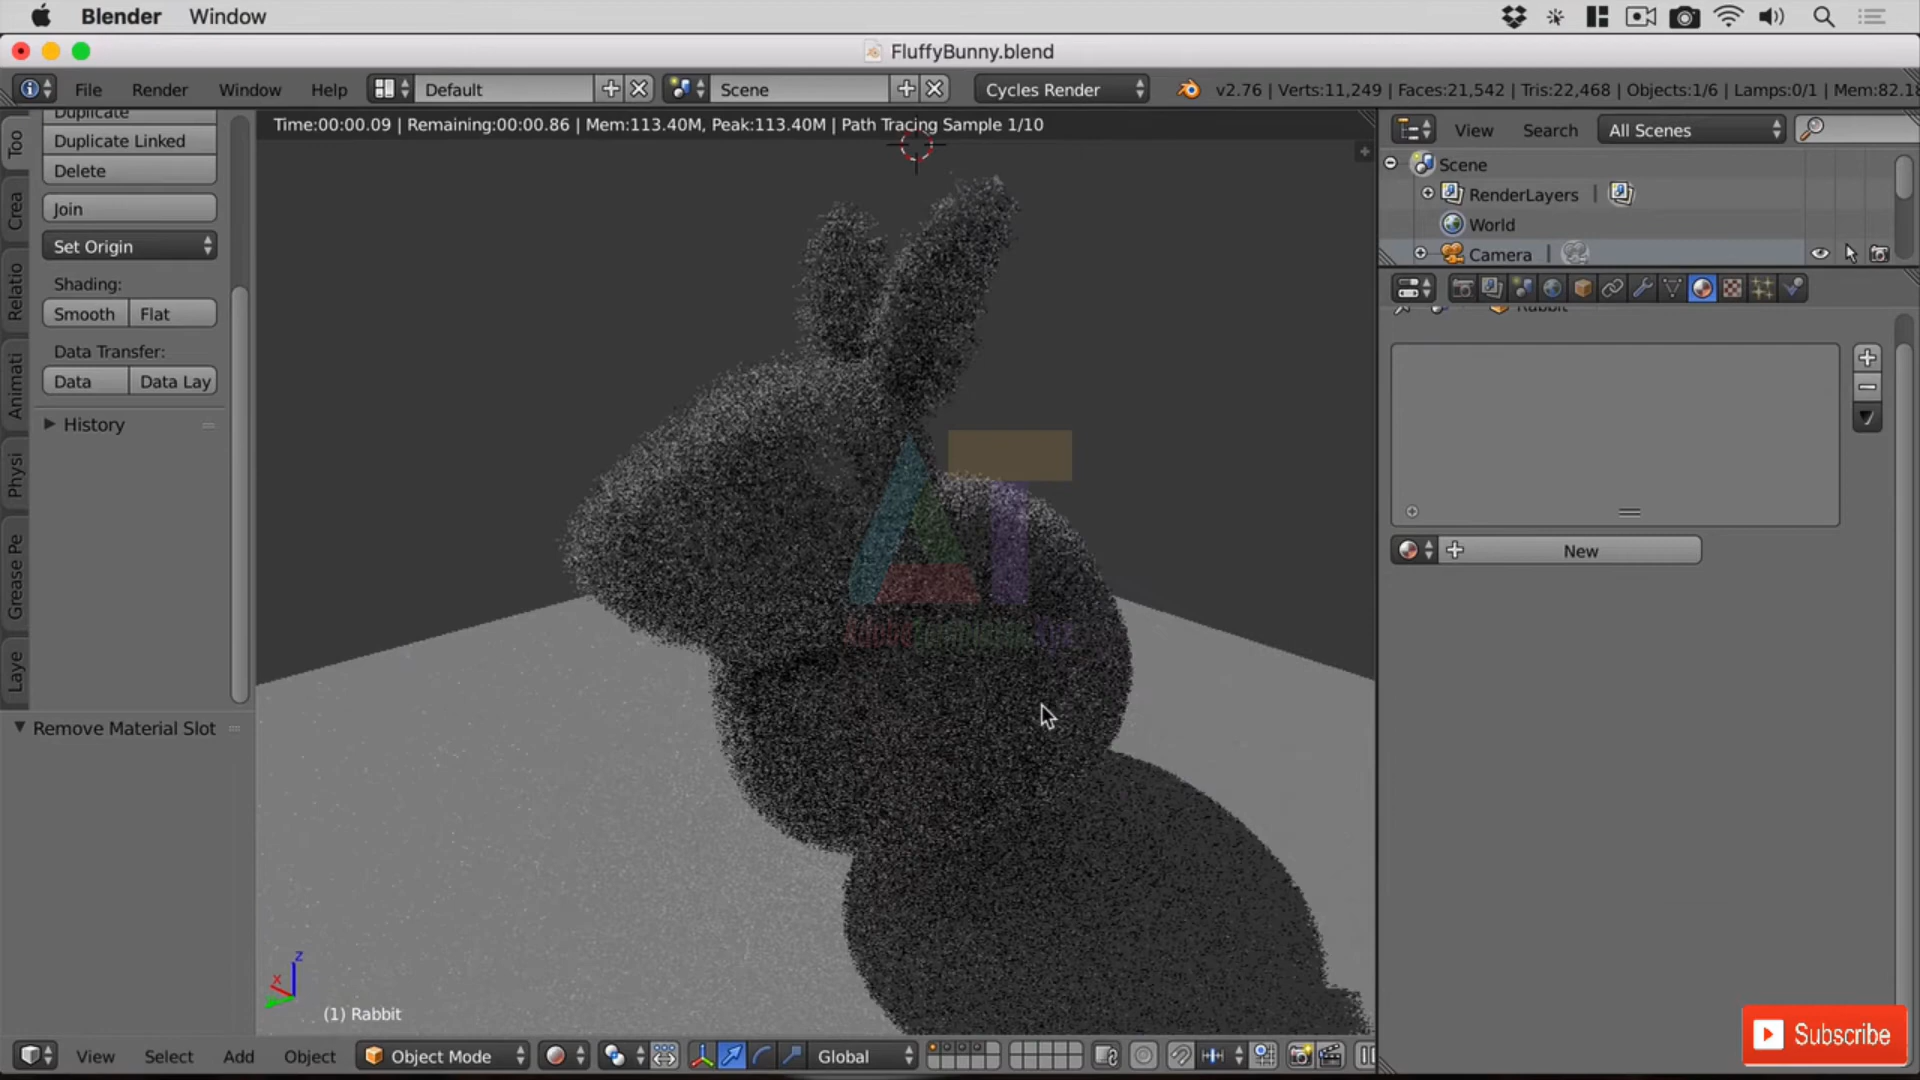 Blender
Window
FluffyBunny.blend
File
Render
Window
Help
Default
Scene
Cycles Render
v2.76 | Verts:11,249 | Faces:21,542 | Tris:22,468 | Objects:1/6 | Lamps:0/1 | Mem:82.18
Time:00:00.09 | Remaining:00:00.86 | Mem:113.40M, Peak:113.40M | Path Tracing Sample 1/10
View
Search
All Scenes
Scene
RenderLayers
World
Camera
Rabbit
New
Too
Crea
Relatio
Animati
Physi
Grease Pe
Laye
Duplicate
Duplicate Linked
Delete
Join
Set Origin
Shading:
Smooth
Flat
Data Transfer:
Data
Data Lay
History
Remove Material Slot
z
x
(1) Rabbit
View
Select
Add
Object
Object Mode
Global
Subscribe